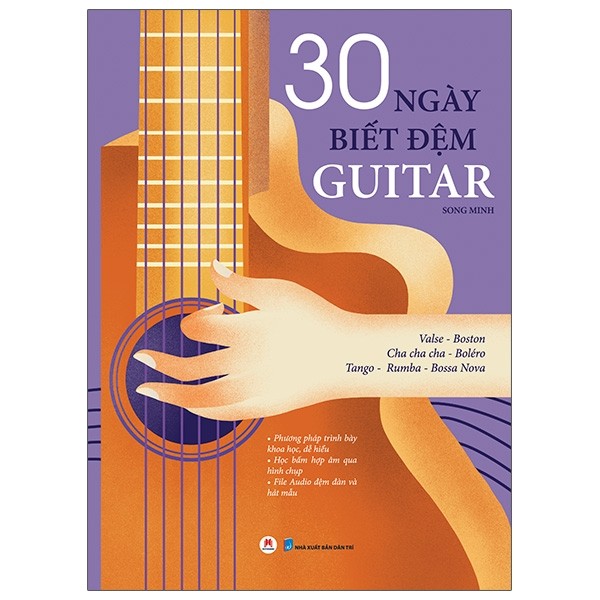 30 NGÀY
BIẾT ĐỆM
GUITAR
SONG MINH
Valse - Boston
Cha cha cha - Boléro
Tango - Rumba - Bossa Nova
• Phương pháp trình bày
khoa học, dễ hiểu
• Học bấm hợp âm qua
hình chụp
• File Audio đệm đàn và
hát mẫu
NHÀ XUẤT BẢN DÂN TRÍ